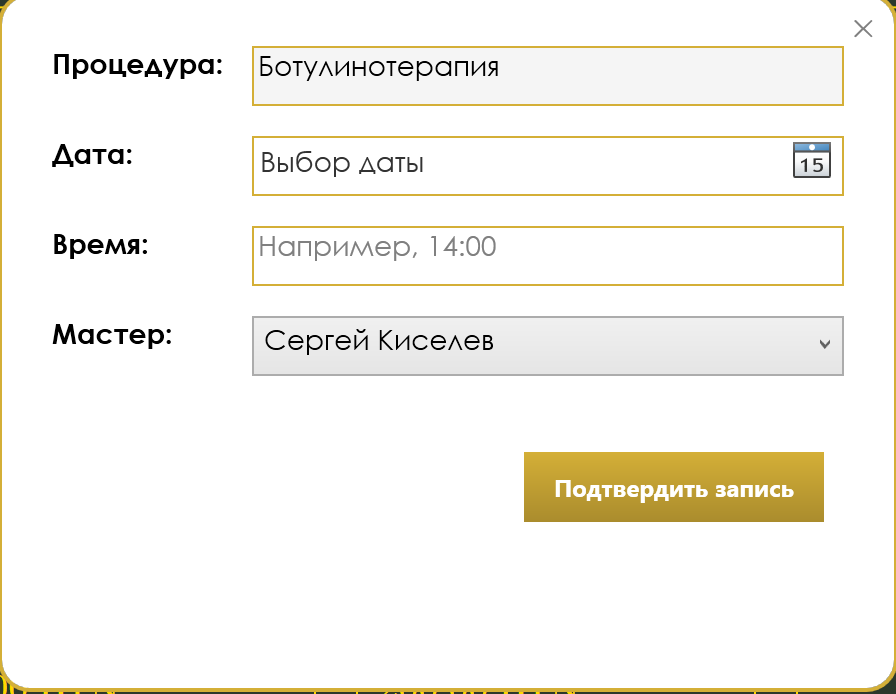 Процедура:
Ботулинотерапия
Дата:
Выбор даты
15
Время:
Например, 14:00
Мастер:
Сергей Киселев
Подтвердить запись